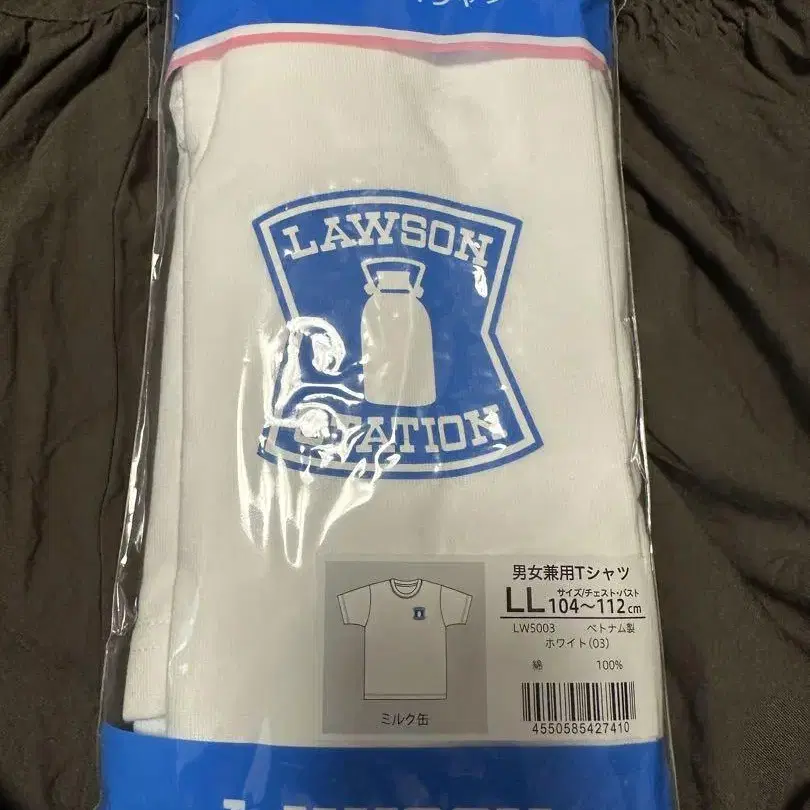 LAWSON
STATION
男女兼用Tシャツ
サイズ/チェスト・バスト
LL 104～112cm
LW5003 ベトナム製
ホワイト(03)
綿 100%
ミルク缶
4550585427410